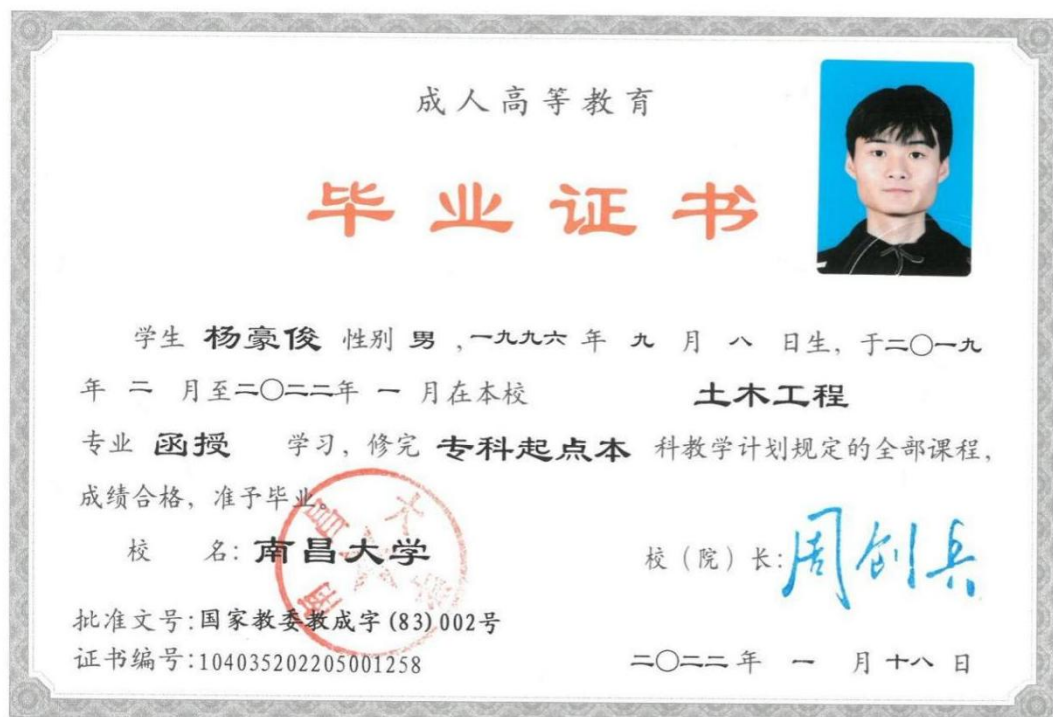 成人高等教育
毕业证书
学生 杨豪俊 性别 男 ,一九九六 年 九 月 八 日生, 于二〇一九
年 二 月至二〇二二年 一 月在本校 土木工程
专业 函授 学习, 修完 专科起点本 科教学计划规定的全部课程,
成绩合格, 准予毕业。
校 名: 南昌大学
南昌大学
校（院）长: 周创兵
批准文号:国家教委教成字(83)002号
证书编号:104035202205001258
二〇二二 年 一 月 十八 日